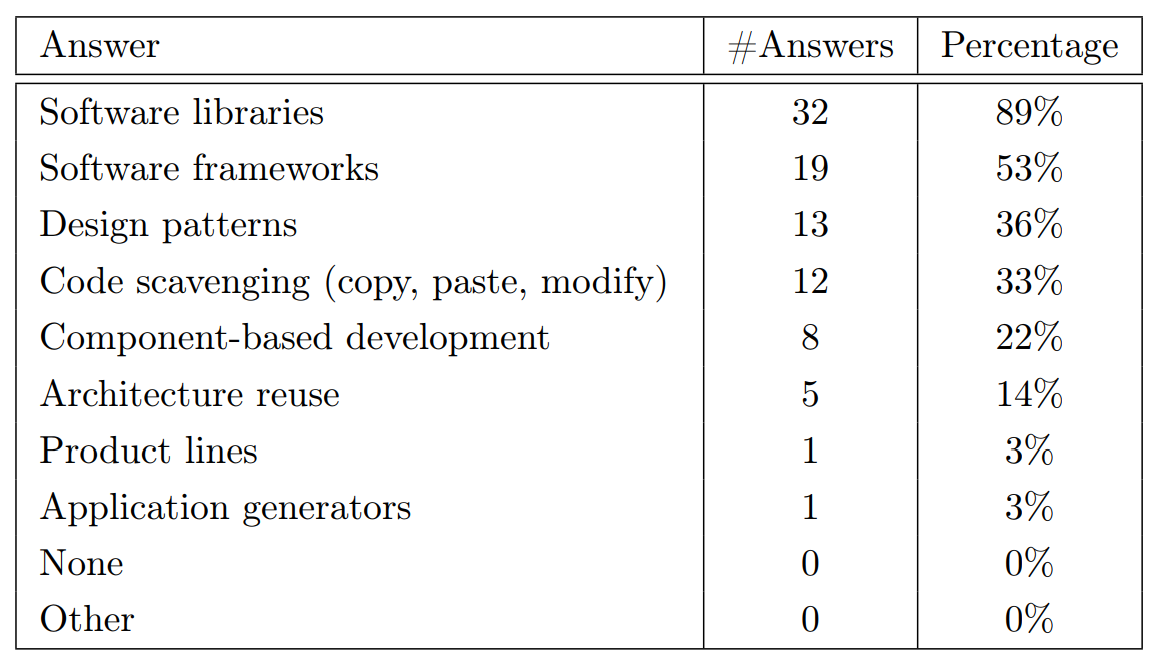 Answer #Answers Percentage
Software libraries 32 89%
Software frameworks 19 53%
Design patterns 13 36%
Code scavenging (copy, paste, modify) 12 33%
Component-based development 8 22%
Architecture reuse 5 14%
Product lines 1 3%
Application generators 1 3%
None 0 0%
Other 0 0%